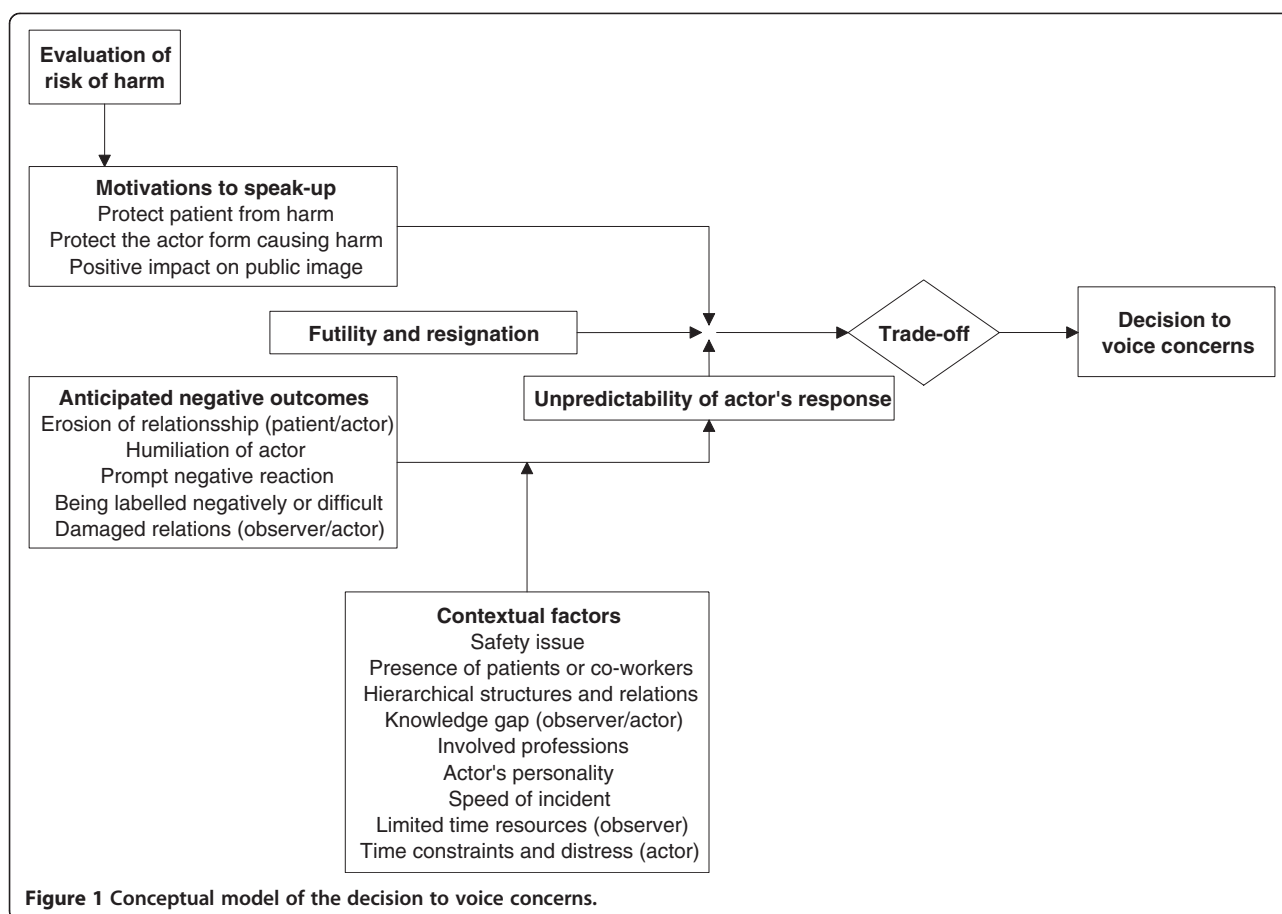 Evaluation of
risk of harm
Motivations to speak-up
Protect patient from harm
Protect the actor form causing harm
Positive impact on public image
Futility and resignation
Trade-off
Decision to
voice concerns
Anticipated negative outcomes
Erosion of relationsship (patient/actor)
Humiliation of actor
Prompt negative reaction
Being labelled negatively or difficult
Damaged relations (observer/actor)
Unpredictability of actor's response
Contextual factors
Safety issue
Presence of patients or co-workers
Hierarchical structures and relations
Knowledge gap (observer/actor)
Involved professions
Actor's personality
Speed of incident
Limited time resources (observer)
Time constraints and distress (actor)
Figure 1 Conceptual model of the decision to voice concerns.